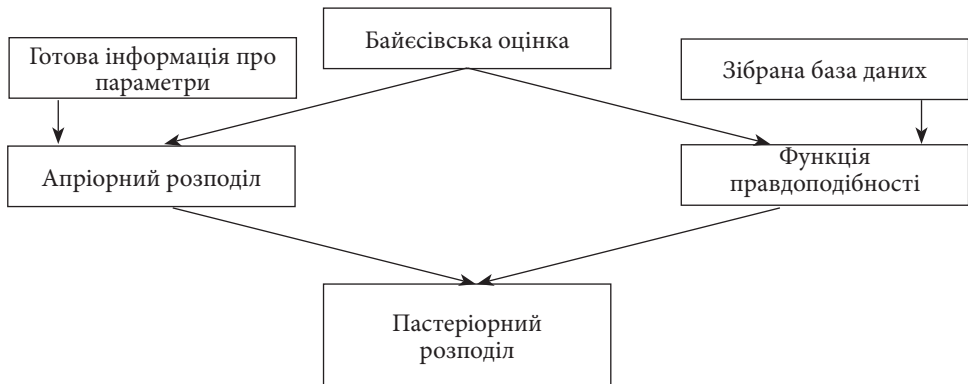 Байєсівська оцінка
Готова інформація про
параметри
Зібрана база даних
Апріорний розподіл
Функція
правдоподібності
Пастеріорний
розподіл